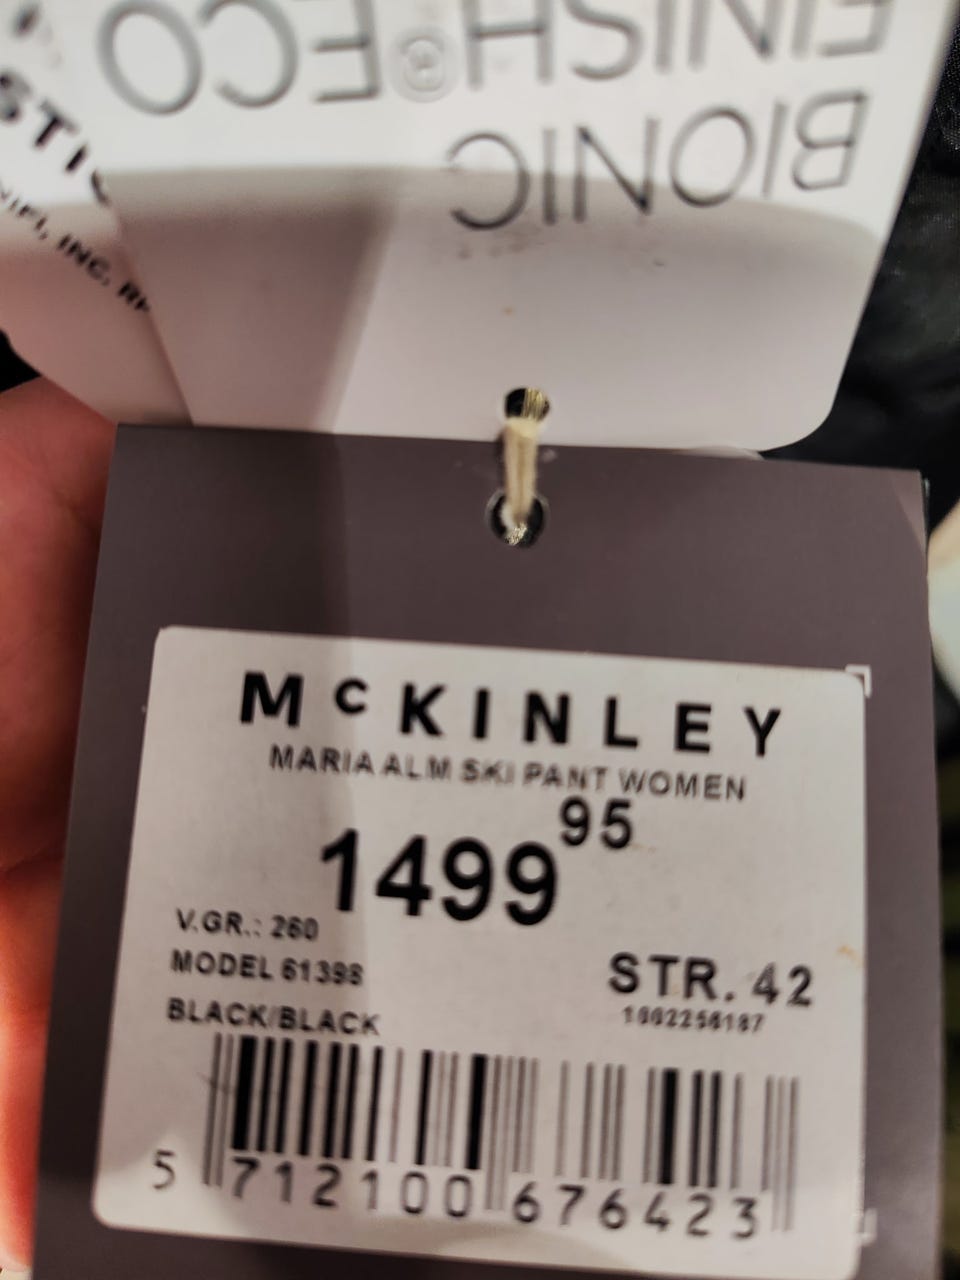 BIONIC
FINISH®ECO
INC,
McKINLEY
MARIA ALM SKI PANT WOMEN
1499 95
V.GR.: 260
MODEL 61398
STR. 42
1002256187
BLACK/BLACK
5 712100 676423